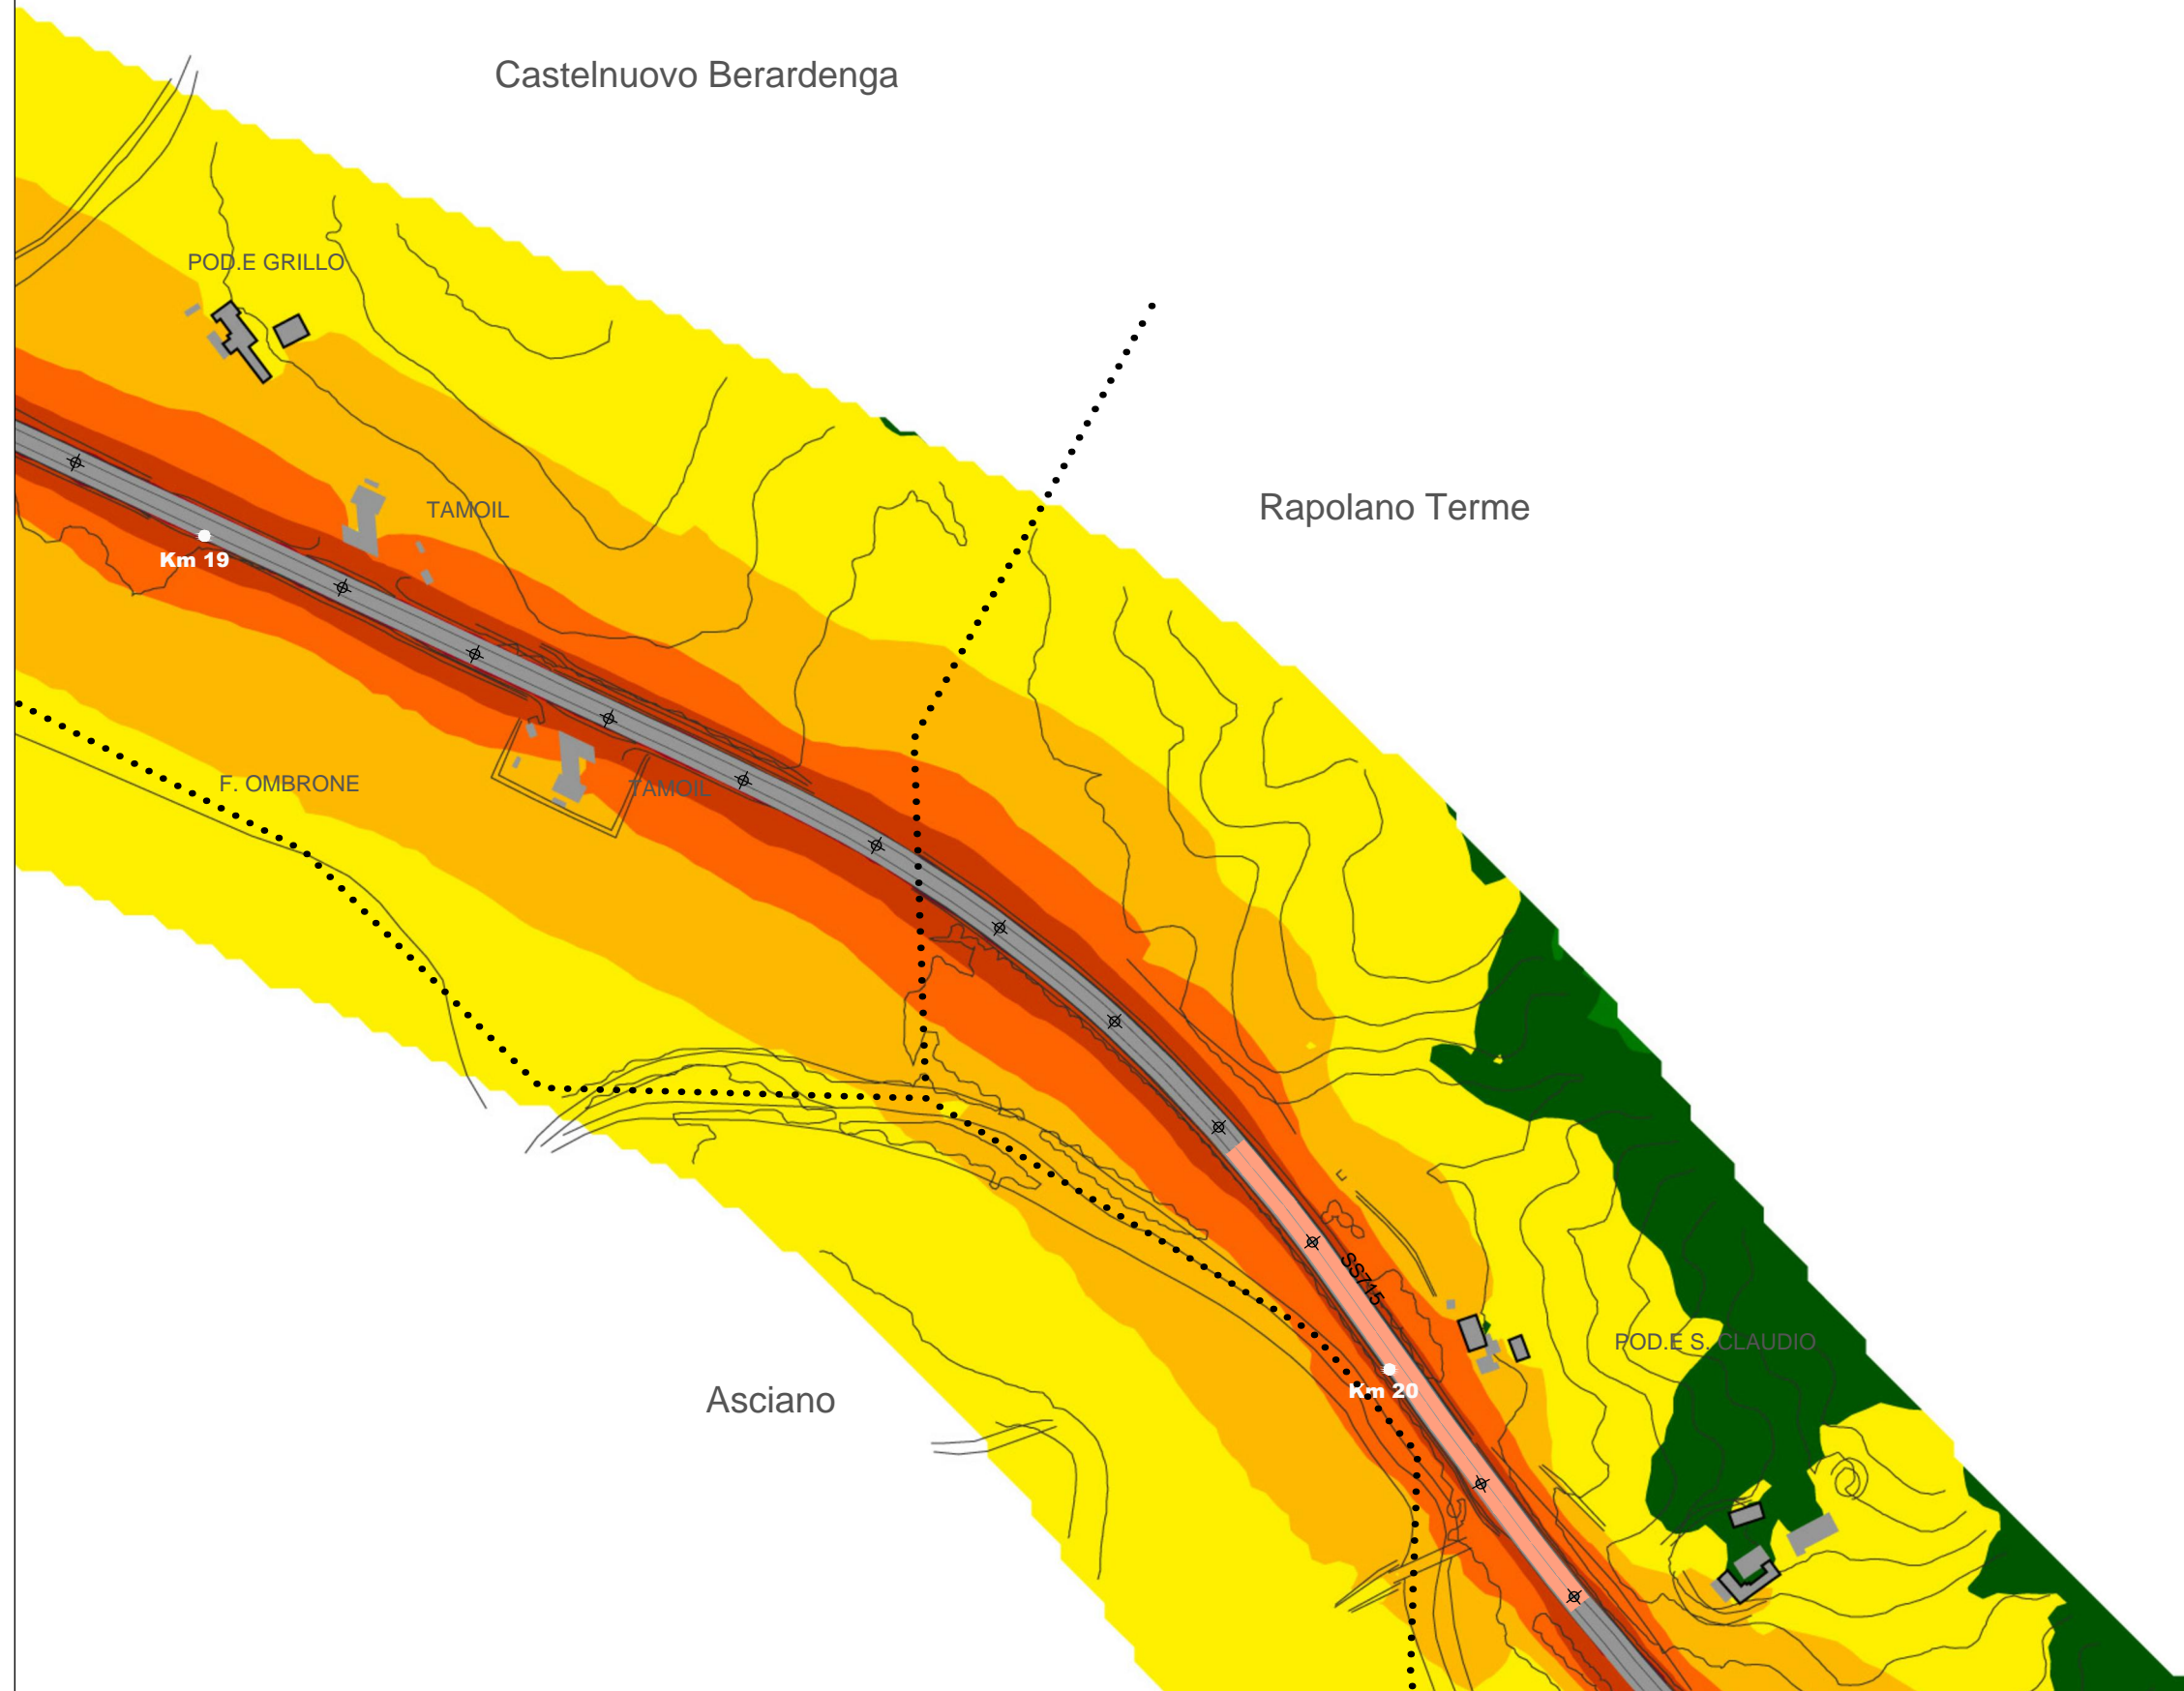 Castelnuovo Berardenga
POD.E GRILLO
Rapolano Terme
TAMOIL
Km 19
F. OMBRONE
TAMOIL
SS715
POD.E S. CLAUDIO
Km 20
Asciano